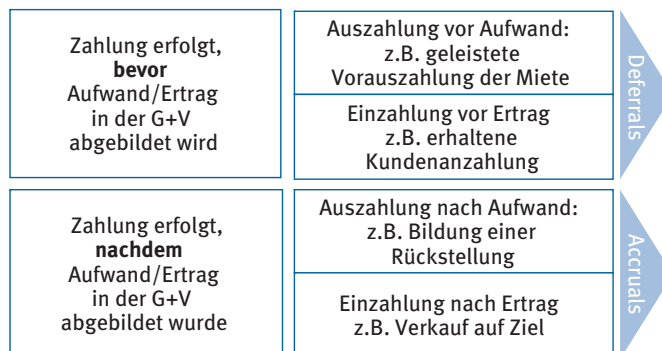 Zahlung erfolgt,
bevor
Aufwand/Ertrag
in der G+V
abgebildet wird
Auszahlung vor Aufwand:
z.B. geleistete
Vorauszahlung der Miete
Einzahlung vor Ertrag
z.B. erhaltene
Kundenanzahlung
Deferrals
Zahlung erfolgt,
nachdem
Aufwand/Ertrag
in der G+V
abgebildet wurde
Auszahlung nach Aufwand:
z.B. Bildung einer
Rückstellung
Einzahlung nach Ertrag
z.B. Verkauf auf Ziel
Accruals